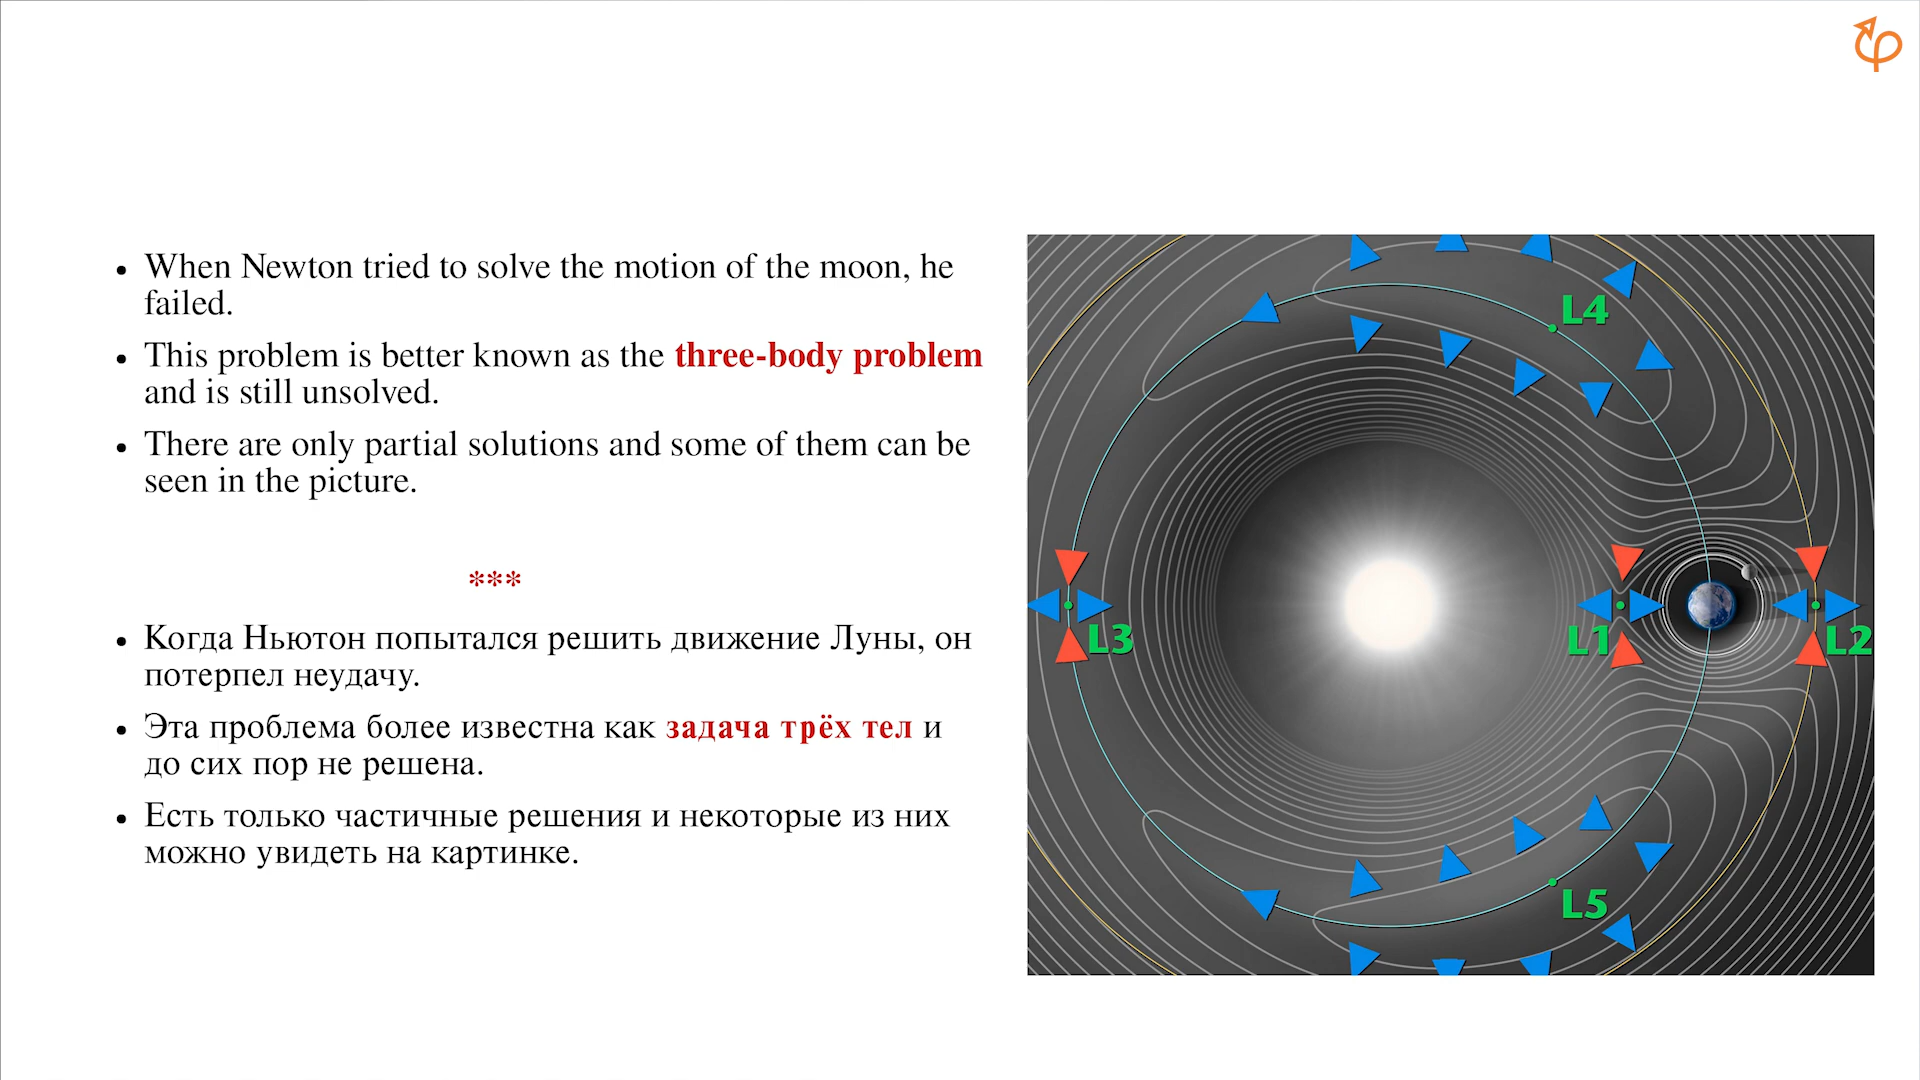 • When Newton tried to solve the motion of the moon, he
failed.
• This problem is better known as the three-body problem
and is still unsolved.
• There are only partial solutions and some of them can be
seen in the picture.
***
• Когда Ньютон попытался решить движение Луны, он
потерпел неудачу.
• Эта проблема более известна как задача трёх тел и
до сих пор не решена.
• Есть только частичные решения и некоторые из них
можно увидеть на картинке.
L4
L3
L1
L2
L5